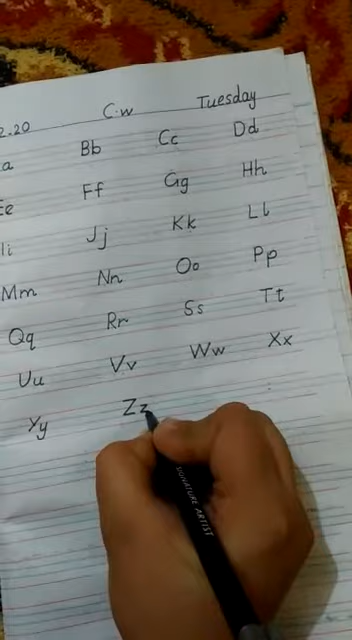 2.20 C.w Tuesday
a Bb Cc Dd
Ee Ff Gg Hh
Ii Jj Kk Ll
Mm Nn Oo Pp
Qq Rr Ss Tt
Uu Vv Ww Xx
Yy Zz
SIGNATURE ARTIST